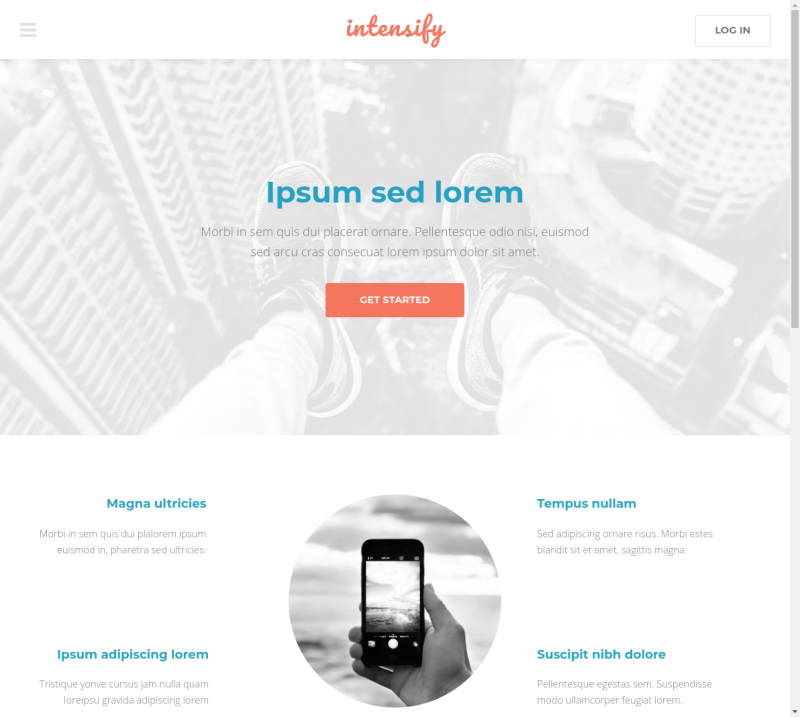 intensify
LOG IN
Ipsum sed lorem
Morbi in sem quis dui placerat ornare. Pellentesque odio nisi, euismod
sed arcu cras consecuat lorem ipsum dolor sit amet.
GET STARTED
Magna ultricies
Morbi in sem quis dui plalorem ipsum
euismod in, pharetra sed ultricies.
Ipsum adipiscing lorem
Tristique yonve cursus jam nulla quam
loreipsu gravida adipiscing lorem
Tempus nullam
Sed adipiscing ornare risus. Morbi estes
blandit sit et amet, sagittis magna.
Suscipit nibh dolore
Pellentesque egestas sem. Suspendisse
modo ullamcorper feugiat lorem.